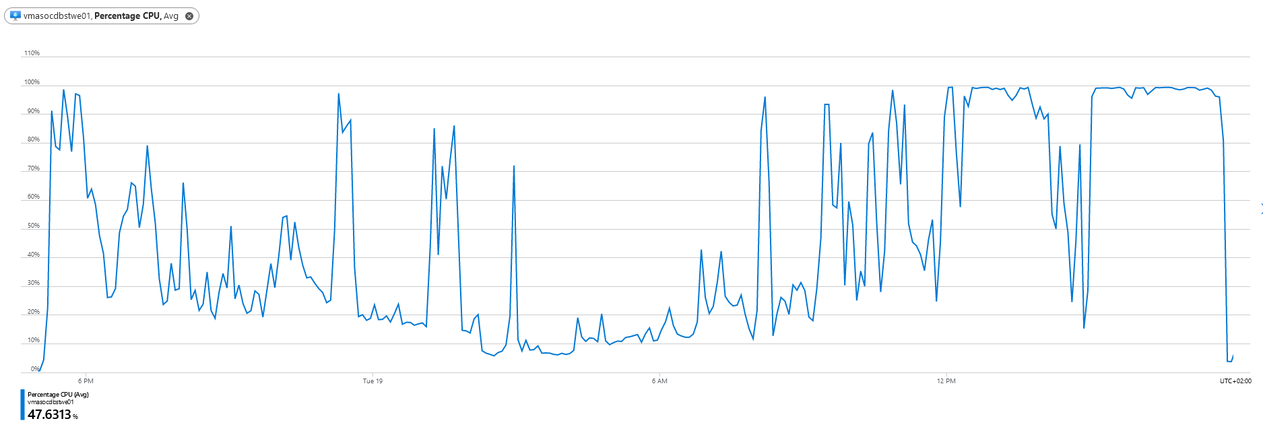 vmasocdbstwe01, Percentage CPU, Avg
110%
100%
90%
80%
70%
60%
50%
40%
30%
20%
10%
0%
6 PM
Tue 19
6 AM
12 PM
UTC+02:00
Percentage CPU (Avg)
vmasocdbstwe01
47.6313 %